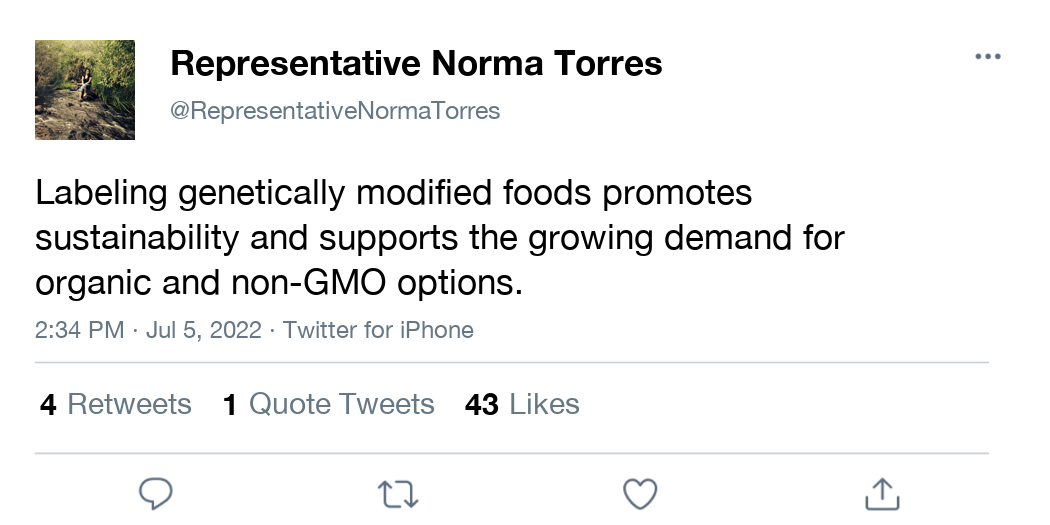 Representative Norma Torres
@RepresentativeNormaTorres
Labeling genetically modified foods promotes
sustainability and supports the growing demand for
organic and non-GMO options.
2:34 PM · Jul 5, 2022 · Twitter for iPhone
4 Retweets 1 Quote Tweets 43 Likes